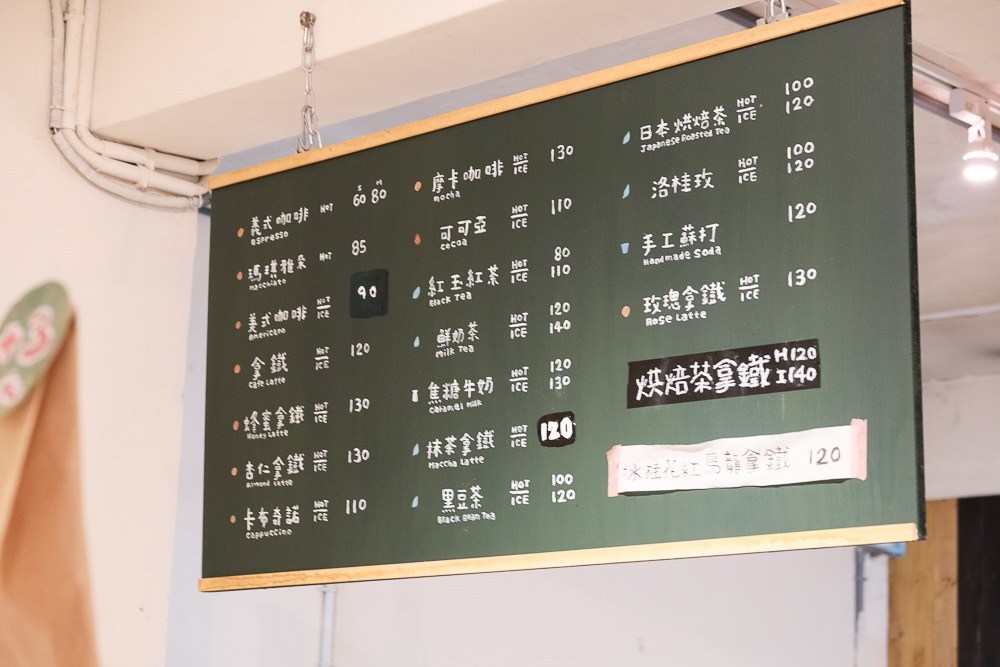 義式咖啡 HOT S 60 M 80
espresso
瑪琪雅朵 HOT 85
macchiato
美式咖啡 HOT ICE 90
Americano
拿鐵 HOT ICE 120
Cafe Latte
蜂蜜拿鐵 HOT ICE 130
Honey Latte
杏仁拿鐵 HOT ICE 130
Almond Latte
卡布奇諾 HOT ICE 110
Cappuccino
摩卡咖啡 HOT ICE 130
mocha
可可亞 HOT ICE 110
cocoa
紅玉紅茶 HOT ICE 80 110
Black Tea
鮮奶茶 HOT ICE 120 140
Milk Tea
焦糖牛奶 HOT ICE 120 130
Caramel Milk
抹茶拿鐵 HOT ICE 120
Maccha Latte
黑豆茶 HOT ICE 100 120
Black Bean Tea
日本烘焙茶 HOT ICE 100 120
Japanese Roasted Tea
洛桂玫 HOT ICE 100 120
手工蘇打 120
Handmade Soda
玫瑰拿鐵 HOT ICE 130
Rose Latte
烘焙茶拿鐵 H120 I140
冰桂花紅烏龍拿鐵 120